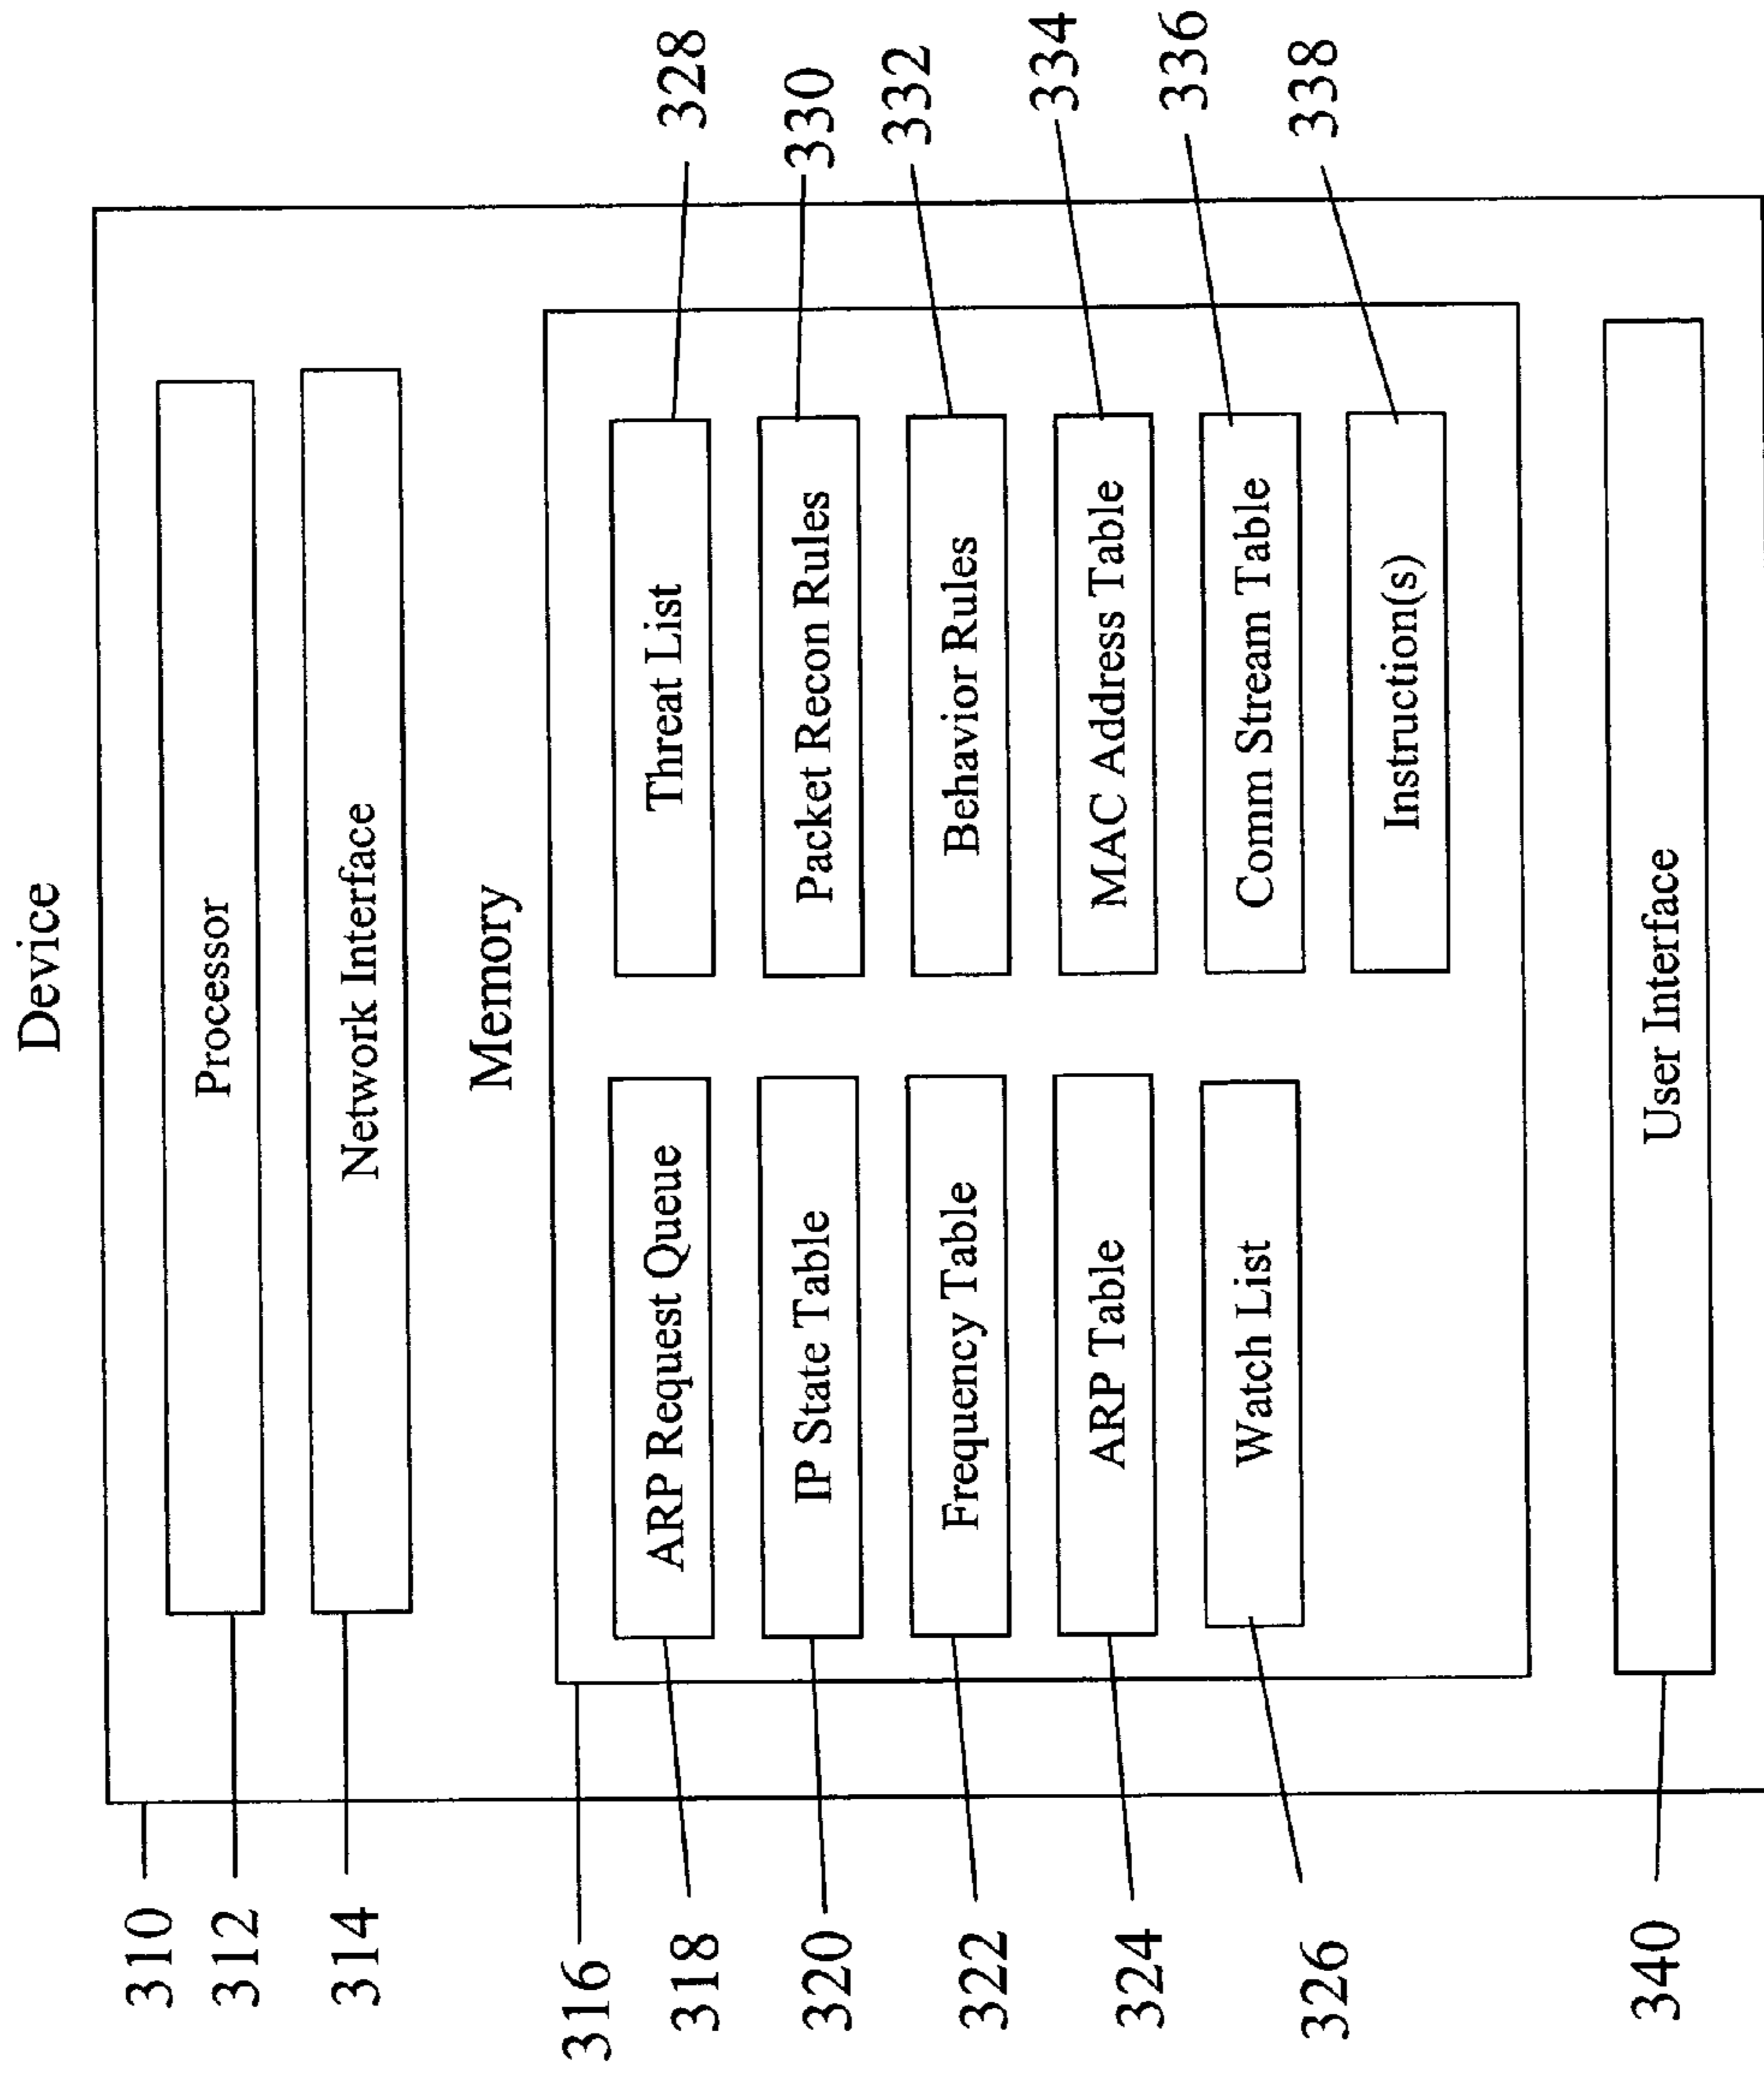 Device
310
312
Processor
314
Network Interface
Memory
316
318
ARP Request Queue
Threat List
328
320
IP State Table
Packet Recon Rules
330
322
Frequency Table
Behavior Rules
332
324
ARP Table
MAC Address Table
334
326
Watch List
Comm Stream Table
336
Instruction(s)
338
340
User Interface